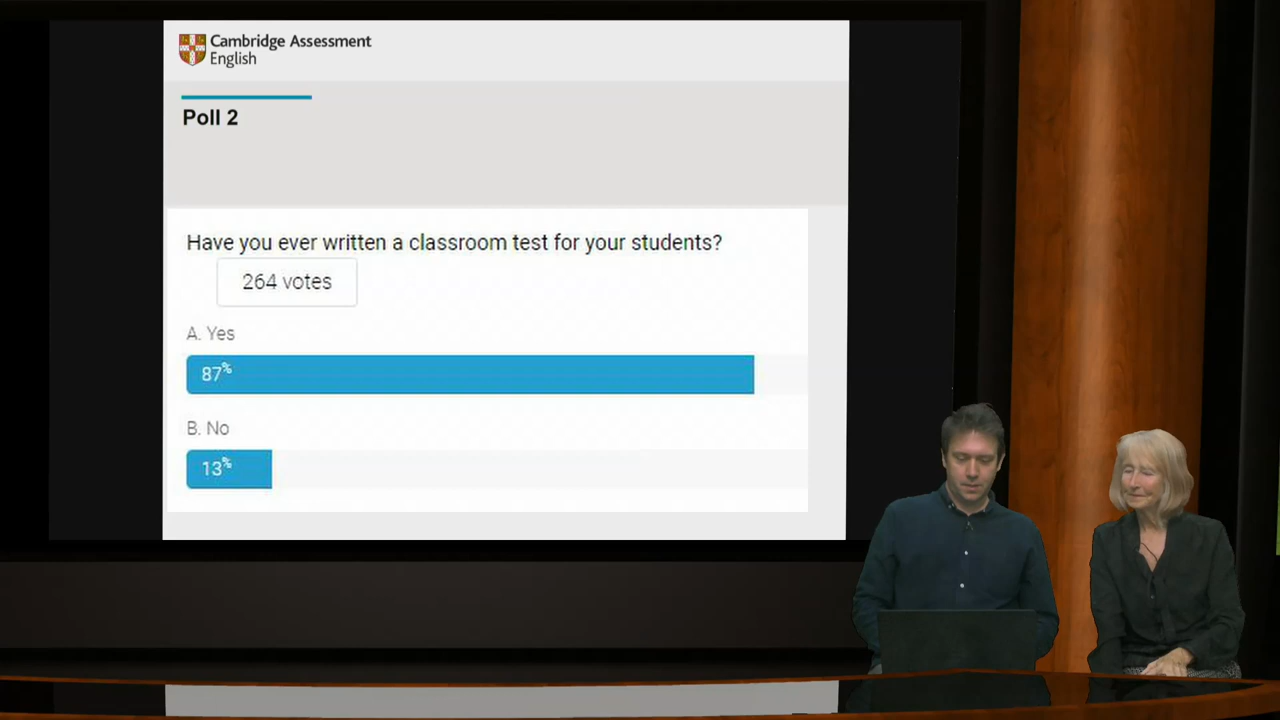 Cambridge Assessment
English
Poll 2
Have you ever written a classroom test for your students?
264 votes
A. Yes
87%
B. No
13%